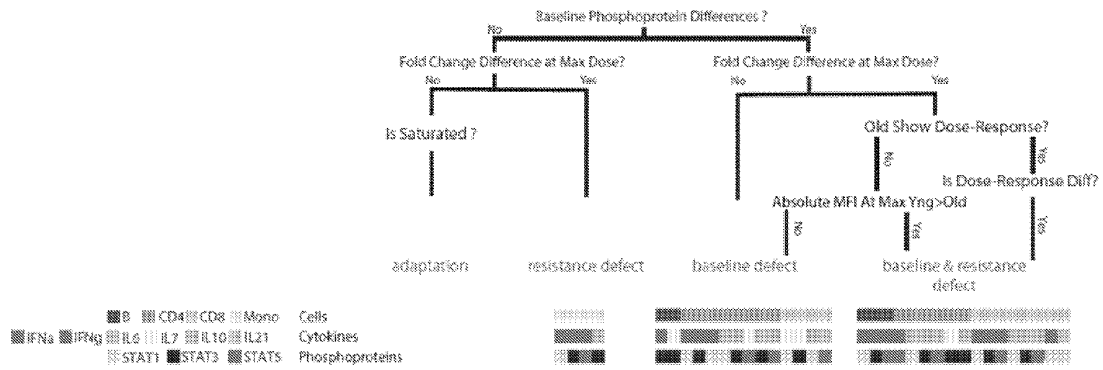 Baseline Phosphoprotein Differences ?
No Yes
Fold Change Difference at Max Dose? Fold Change Difference at Max Dose?
No Yes No Yes
Is Saturated ? Old Show Dose-Response?
No Yes
Is Dose-Response Diff?
Absolute MFI At Max Yng>Old
No Yes Yes
adaptation resistance defect baseline defect baseline & resistance
defect
B CD4 CD8 Mono Cells
IFNa IFNg IL6 IL7 IL10 IL21 Cytokines
STAT1 STAT3 STAT5 Phosphoproteins